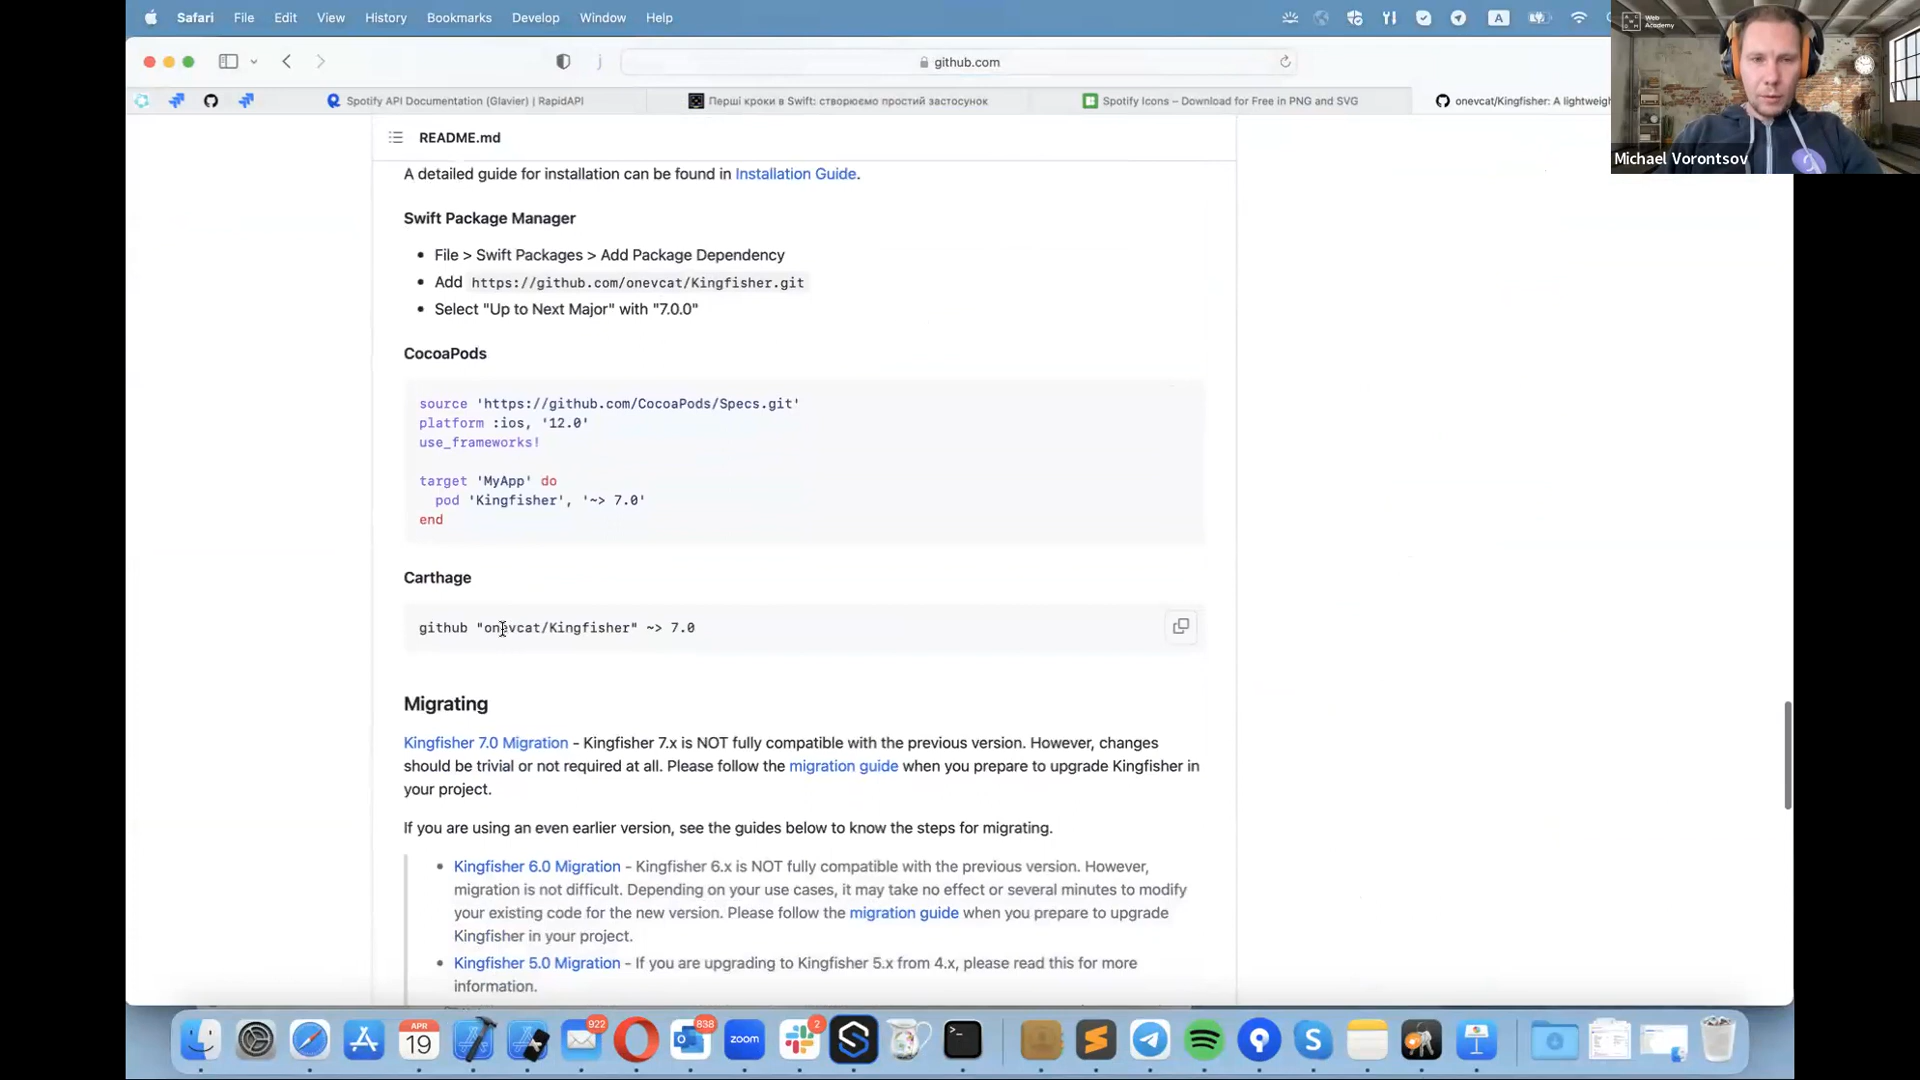 Safari File Edit View History Bookmarks Develop Window Help
Web
Academy
Michael Vorontsov
github.com
Spotify API Documentation (Glavier) | RapidAPI
Перші кроки в Swift: створюємо простий застосунок
Spotify Icons – Download for Free in PNG and SVG
onevcat/Kingfisher: A lightweigh
README.md
A detailed guide for installation can be found in Installation Guide.
Swift Package Manager
File > Swift Packages > Add Package Dependency
Add https://github.com/onevcat/Kingfisher.git
Select "Up to Next Major" with "7.0.0"
CocoaPods
source 'https://github.com/CocoaPods/Specs.git'
platform :ios, '12.0'
use_frameworks!
target 'MyApp' do
pod 'Kingfisher', '~> 7.0'
end
Carthage
github "onevcat/Kingfisher" ~> 7.0
Migrating
Kingfisher 7.0 Migration - Kingfisher 7.x is NOT fully compatible with the previous version. However, changes
should be trivial or not required at all. Please follow the migration guide when you prepare to upgrade Kingfisher in
your project.
If you are using an even earlier version, see the guides below to know the steps for migrating.
Kingfisher 6.0 Migration - Kingfisher 6.x is NOT fully compatible with the previous version. However,
migration is not difficult. Depending on your use cases, it may take no effect or several minutes to modify
your existing code for the new version. Please follow the migration guide when you prepare to upgrade
Kingfisher in your project.
Kingfisher 5.0 Migration - If you are upgrading to Kingfisher 5.x from 4.x, please read this for more
information.
APR
19
922
838
zoom
2